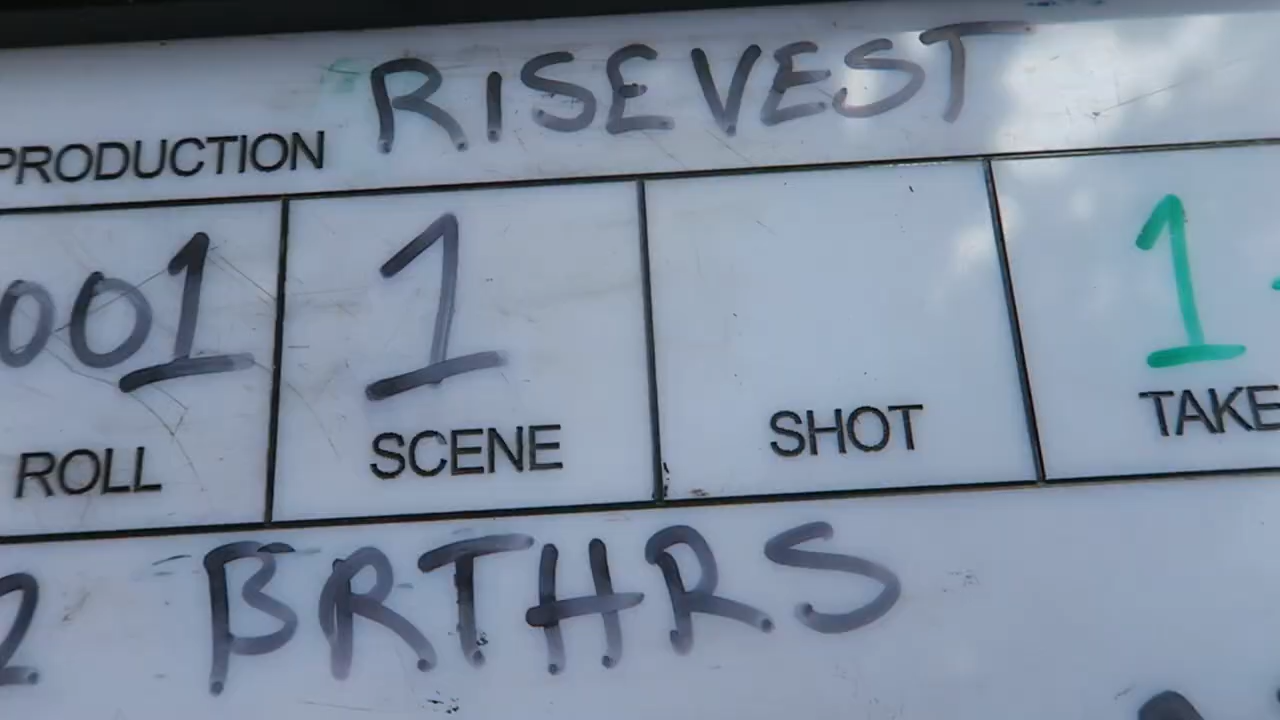 PRODUCTION RISEVEST
001 1 1
ROLL SCENE SHOT TAKE
BRTHRS